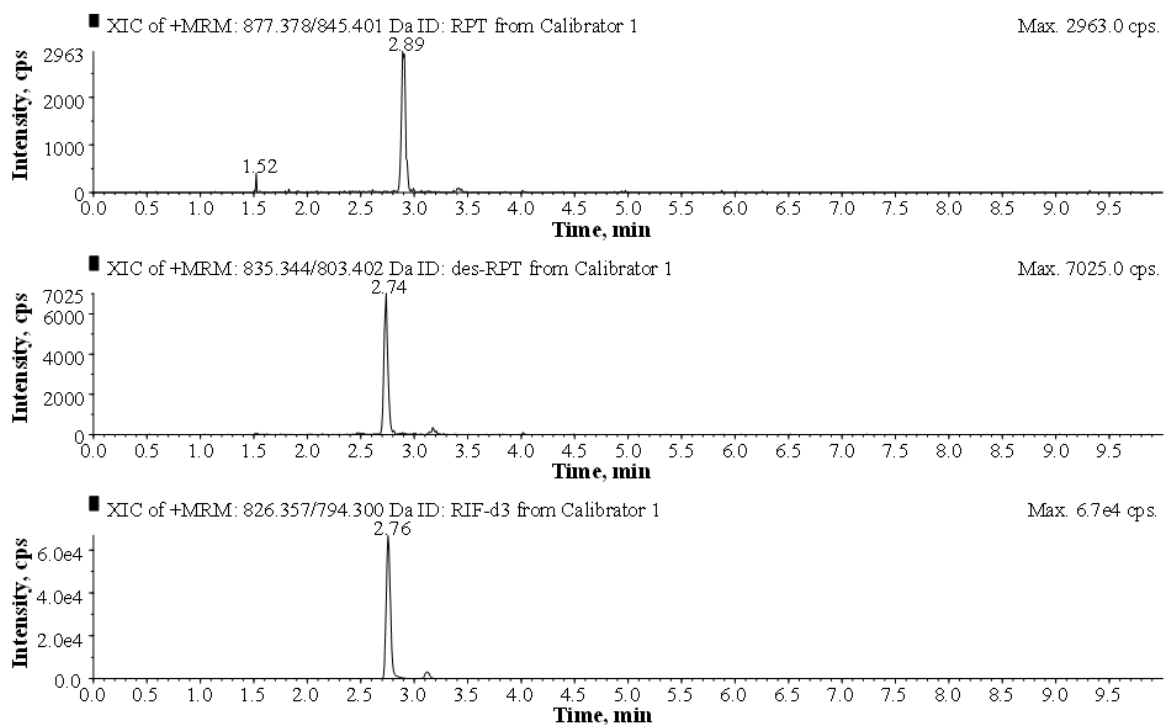 XIC of +MRM: 877.378/845.401 Da ID: RPT from Calibrator 1 Max. 2963.0 cps.
2.89
2963
2000
1000
0
1.52
Intensity, cps
0.0 0.5 1.0 1.5 2.0 2.5 3.0 3.5 4.0 4.5 5.0 5.5 6.0 6.5 7.0 7.5 8.0 8.5 9.0 9.5
Time, min
XIC of +MRM: 835.344/803.402 Da ID: des-RPT from Calibrator 1 Max. 7025.0 cps.
2.74
7025
6000
4000
2000
0
Intensity, cps
0.0 0.5 1.0 1.5 2.0 2.5 3.0 3.5 4.0 4.5 5.0 5.5 6.0 6.5 7.0 7.5 8.0 8.5 9.0 9.5
Time, min
XIC of +MRM: 826.357/794.300 Da ID: RIF-d3 from Calibrator 1 Max. 6.7e4 cps.
2.76
6.0e4
4.0e4
2.0e4
0.0
Intensity, cps
0.0 0.5 1.0 1.5 2.0 2.5 3.0 3.5 4.0 4.5 5.0 5.5 6.0 6.5 7.0 7.5 8.0 8.5 9.0 9.5
Time, min